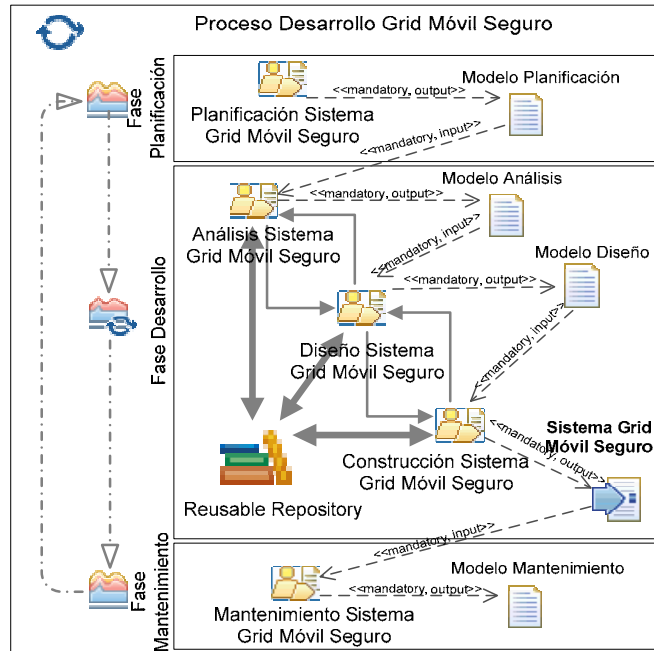 Proceso Desarrollo Grid Móvil Seguro
Fase
Planificación
<<mandatory, output>>
Modelo Planificación
Planificación Sistema
Grid Móvil Seguro
<<mandatory, input>>
Fase Desarrollo
<<mandatory, output>>
Modelo Análisis
Análisis Sistema
Grid Móvil Seguro
<<mandatory, input>>
Modelo Diseño
<<mandatory, output>>
Diseño Sistema
Grid Móvil Seguro
<<mandatory, input>>
Sistema Grid
Móvil Seguro
<<mandatory, output>>
Construcción Sistema
Grid Móvil Seguro
Reusable Repository
<<mandatory, input>>
Fase
Mantenimiento
Modelo Mantenimiento
<<mandatory, output>>
Mantenimiento Sistema
Grid Móvil Seguro